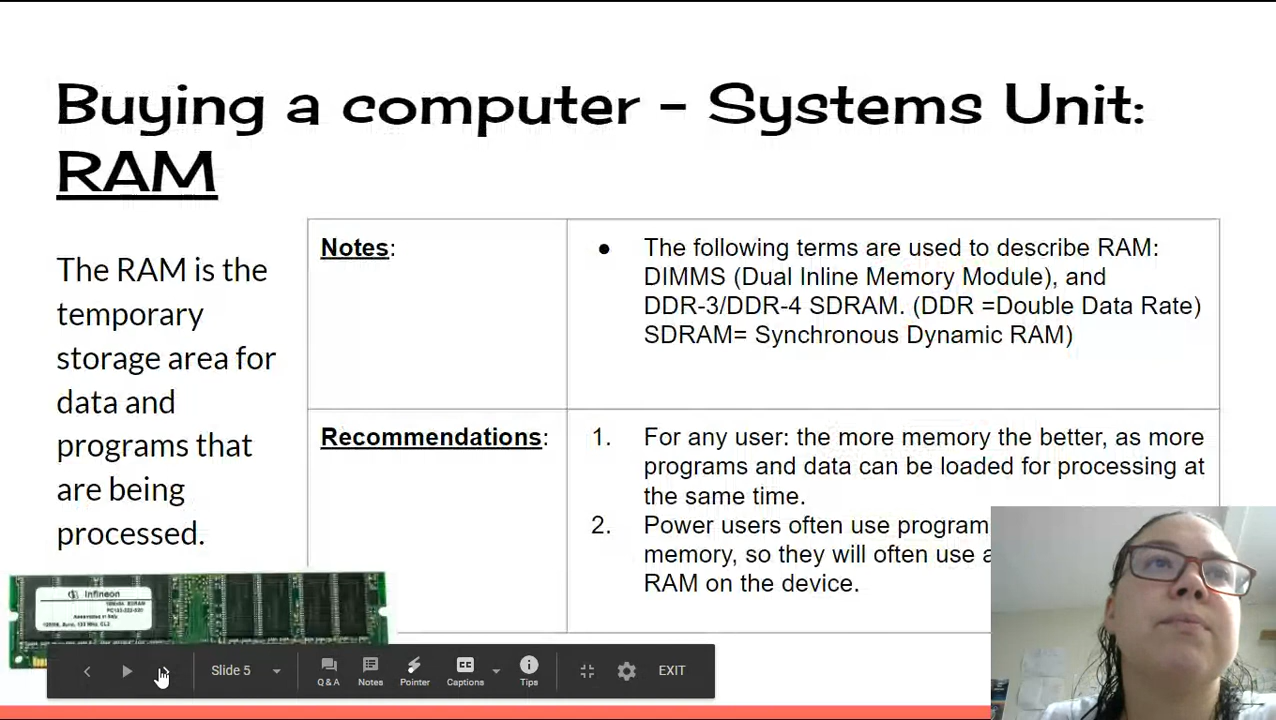 Buying a computer - Systems Unit:
RAM
The RAM is the
temporary
storage area for
data and
programs that
are being
processed.
Notes:
● The following terms are used to describe RAM:
DIMMS (Dual Inline Memory Module), and
DDR-3/DDR-4 SDRAM. (DDR =Double Data Rate)
SDRAM= Synchronous Dynamic RAM)
Recommendations:
1. For any user: the more memory the better, as more
programs and data can be loaded for processing at
the same time.
2. Power users often use program
memory, so they will often use a
RAM on the device.
Infineon
Slide 5
Q & A
Notes
Pointer
Captions
Tips
EXIT